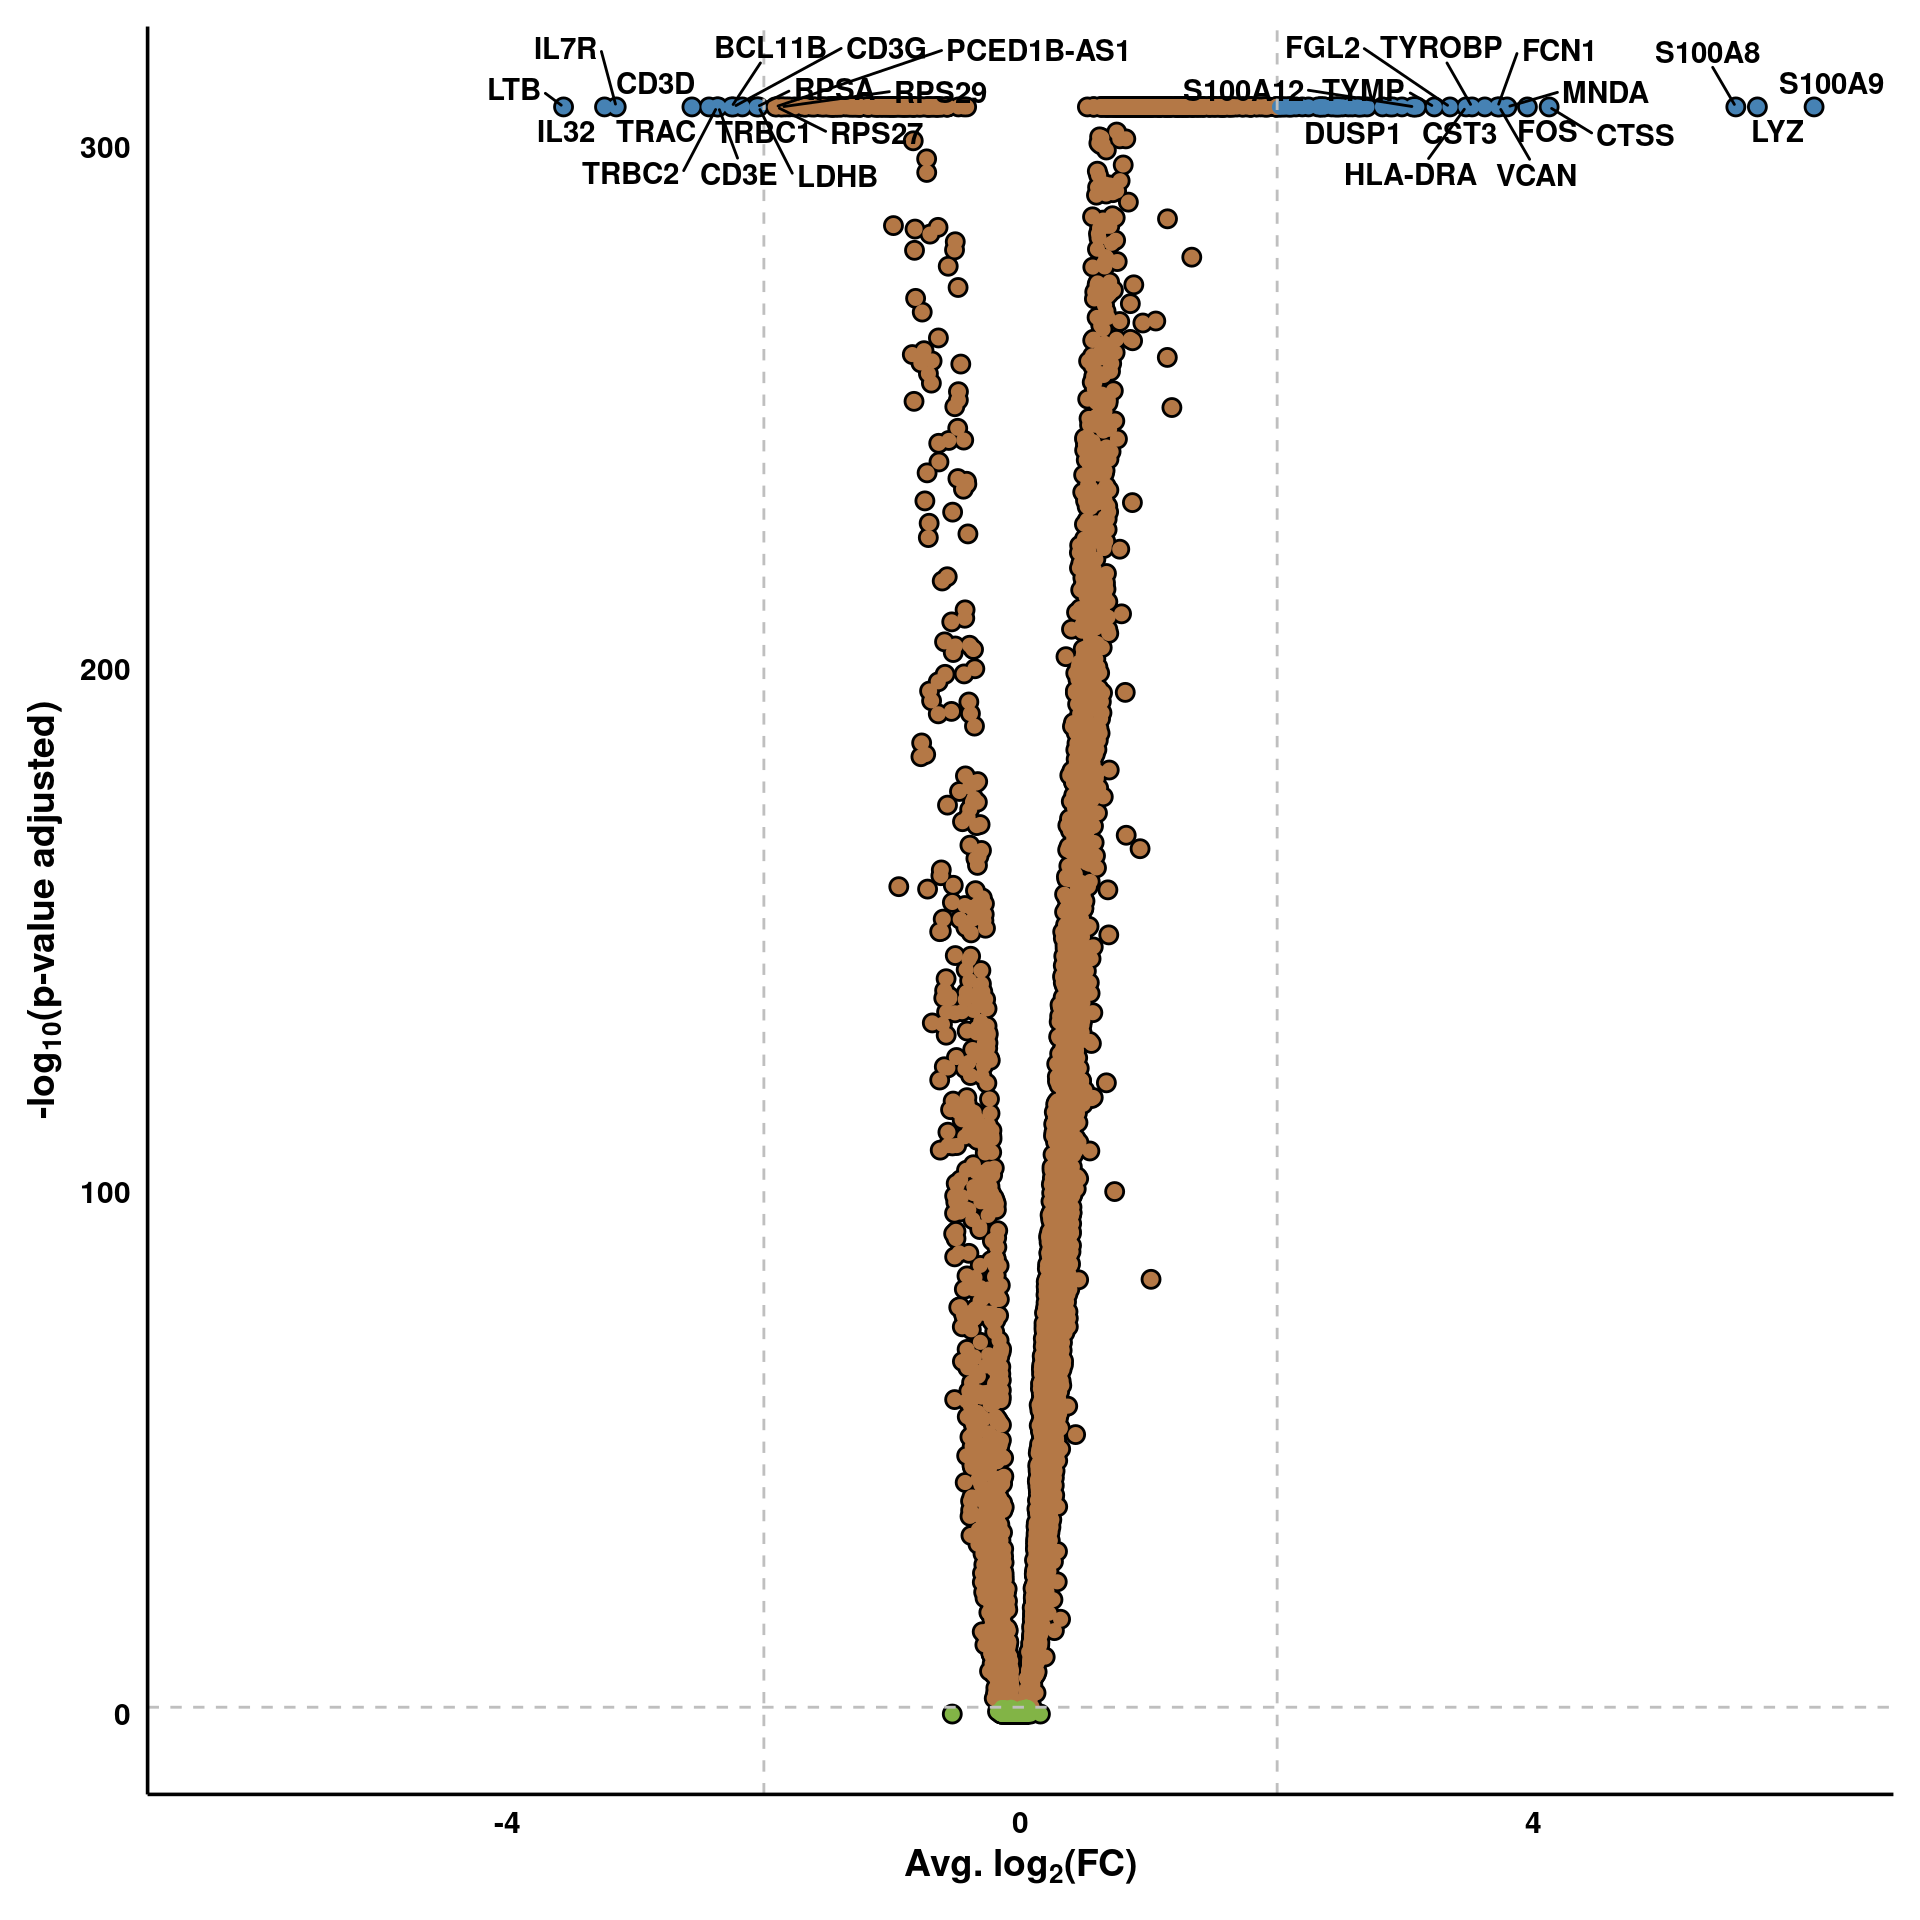 IL7R
BCL11B
CD3G
PCED1B-AS1
FGL2
TYROBP
FCN1
S100A8
LTB
CD3D
RPSA
RPS29
S100A12
TYMP
MNDA
S100A9
IL32
TRAC
TRBC1
RPS27
DUSP1
CST3
FOS
CTSS
LYZ
TRBC2
CD3E
LDHB
HLA-DRA
VCAN
300
200
100
0
-log10(p-value adjusted)
-4
0
4
Avg. log2(FC)